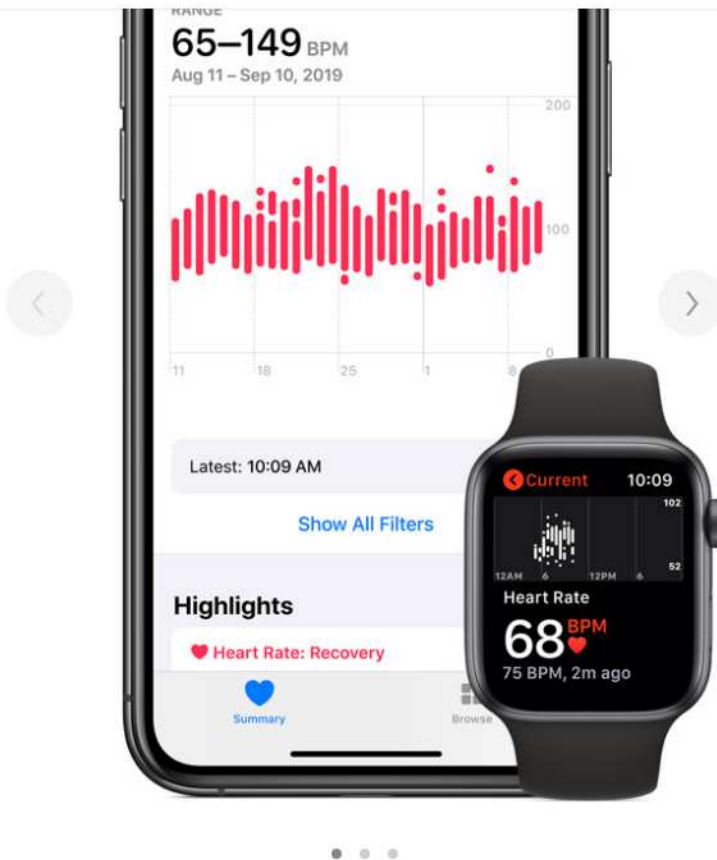 RANGE
65–149 BPM
Aug 11 – Sep 10, 2019
200
100
0
11 18 25 1 8
Latest: 10:09 AM
Show All Filters
Highlights
Heart Rate: Recovery
Summary
Browse
Current 10:09
102
52
12AM 6 12PM 6
Heart Rate
68 BPM
75 BPM, 2m ago